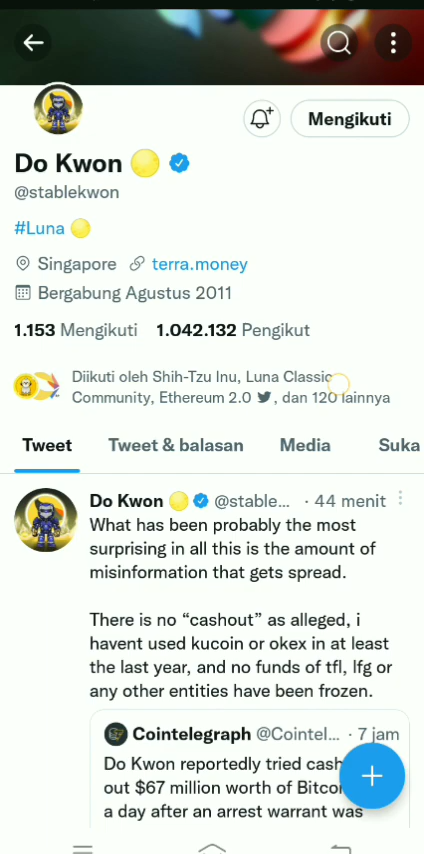 Mengikuti
Do Kwon
@stablekwon
#Luna
Singapore terra.money
Bergabung Agustus 2011
1.153 Mengikuti 1.042.132 Pengikut
Diikuti oleh Shih-Tzu Inu, Luna Classic
Community, Ethereum 2.0 , dan 120 lainnya
Tweet Tweet & balasan Media Suka
Do Kwon @stable... · 44 menit
What has been probably the most
surprising in all this is the amount of
misinformation that gets spread.
There is no “cashout” as alleged, i
havent used kucoin or okex in at least
the last year, and no funds of tfl, lfg or
any other entities have been frozen.
Cointelegraph @Cointel... · 7 jam
Do Kwon reportedly tried cash
out $67 million worth of
a day after an arrest warrant was